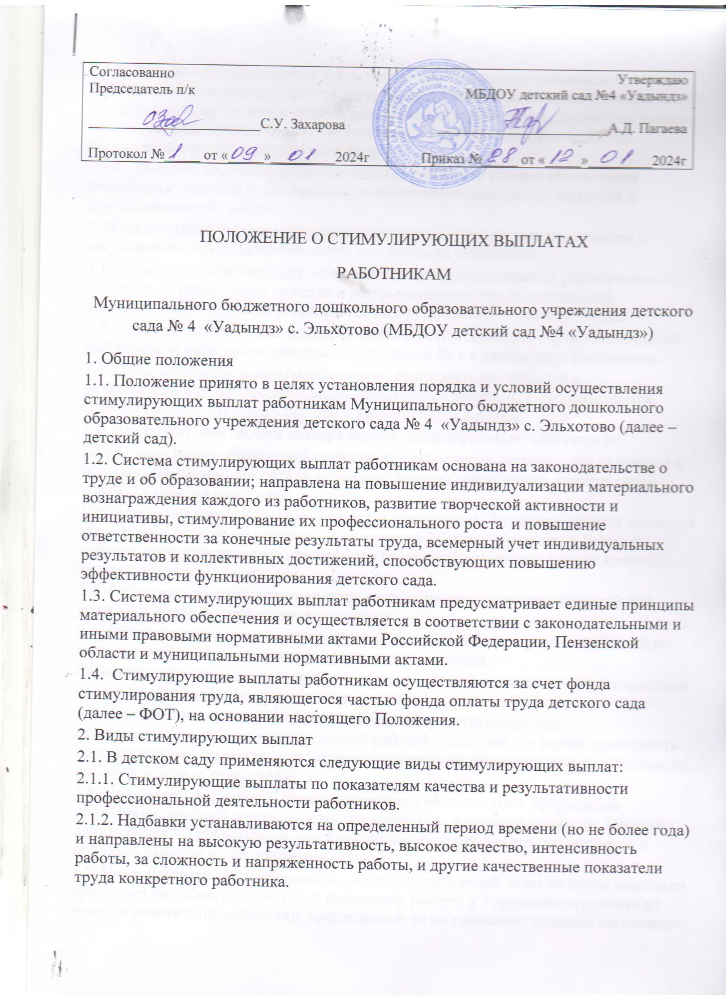 Согласованно
Председатель п/к
С.У. Захарова
Протокол № 1 от « 09 » 01 2024г
Утверждаю
МБДОУ детский сад №4 «Уадындз»
А.Д. Пагаева
Приказ № 28 от « 12 » 01 2024г
ПОЛОЖЕНИЕ О СТИМУЛИРУЮЩИХ ВЫПЛАТАХ
РАБОТНИКАМ
Муниципального бюджетного дошкольного образовательного учреждения детского
сада № 4 «Уадындз» с. Эльхотово (МБДОУ детский сад №4 «Уадындз»)
1. Общие положения
1.1. Положение принято в целях установления порядка и условий осуществления
стимулирующих выплат работникам Муниципального бюджетного дошкольного
образовательного учреждения детского сада № 4 «Уадындз» с. Эльхотово (далее –
детский сад).
1.2. Система стимулирующих выплат работникам основана на законодательстве о
труде и об образовании; направлена на повышение индивидуализации материального
вознаграждения каждого из работников, развитие творческой активности и
инициативы, стимулирование их профессионального роста и повышение
ответственности за конечные результаты труда, всемерный учет индивидуальных
результатов и коллективных достижений, способствующих повышению
эффективности функционирования детского сада.
1.3. Система стимулирующих выплат работникам предусматривает единые принципы
материального обеспечения и осуществляется в соответствии с законодательными и
иными правовыми нормативными актами Российской Федерации, Пензенской
области и муниципальными нормативными актами.
1.4. Стимулирующие выплаты работникам осуществляются за счет фонда
стимулирования труда, являющегося частью фонда оплаты труда детского сада
(далее – ФОТ), на основании настоящего Положения.
2. Виды стимулирующих выплат
2.1. В детском саду применяются следующие виды стимулирующих выплат:
2.1.1. Стимулирующие выплаты по показателям качества и результативности
профессиональной деятельности работников.
2.1.2. Надбавки устанавливаются на определенный период времени (но не более года)
и направлены на высокую результативность, высокое качество, интенсивность
работы, за сложность и напряженность работы, и другие качественные показатели
труда конкретного работника.